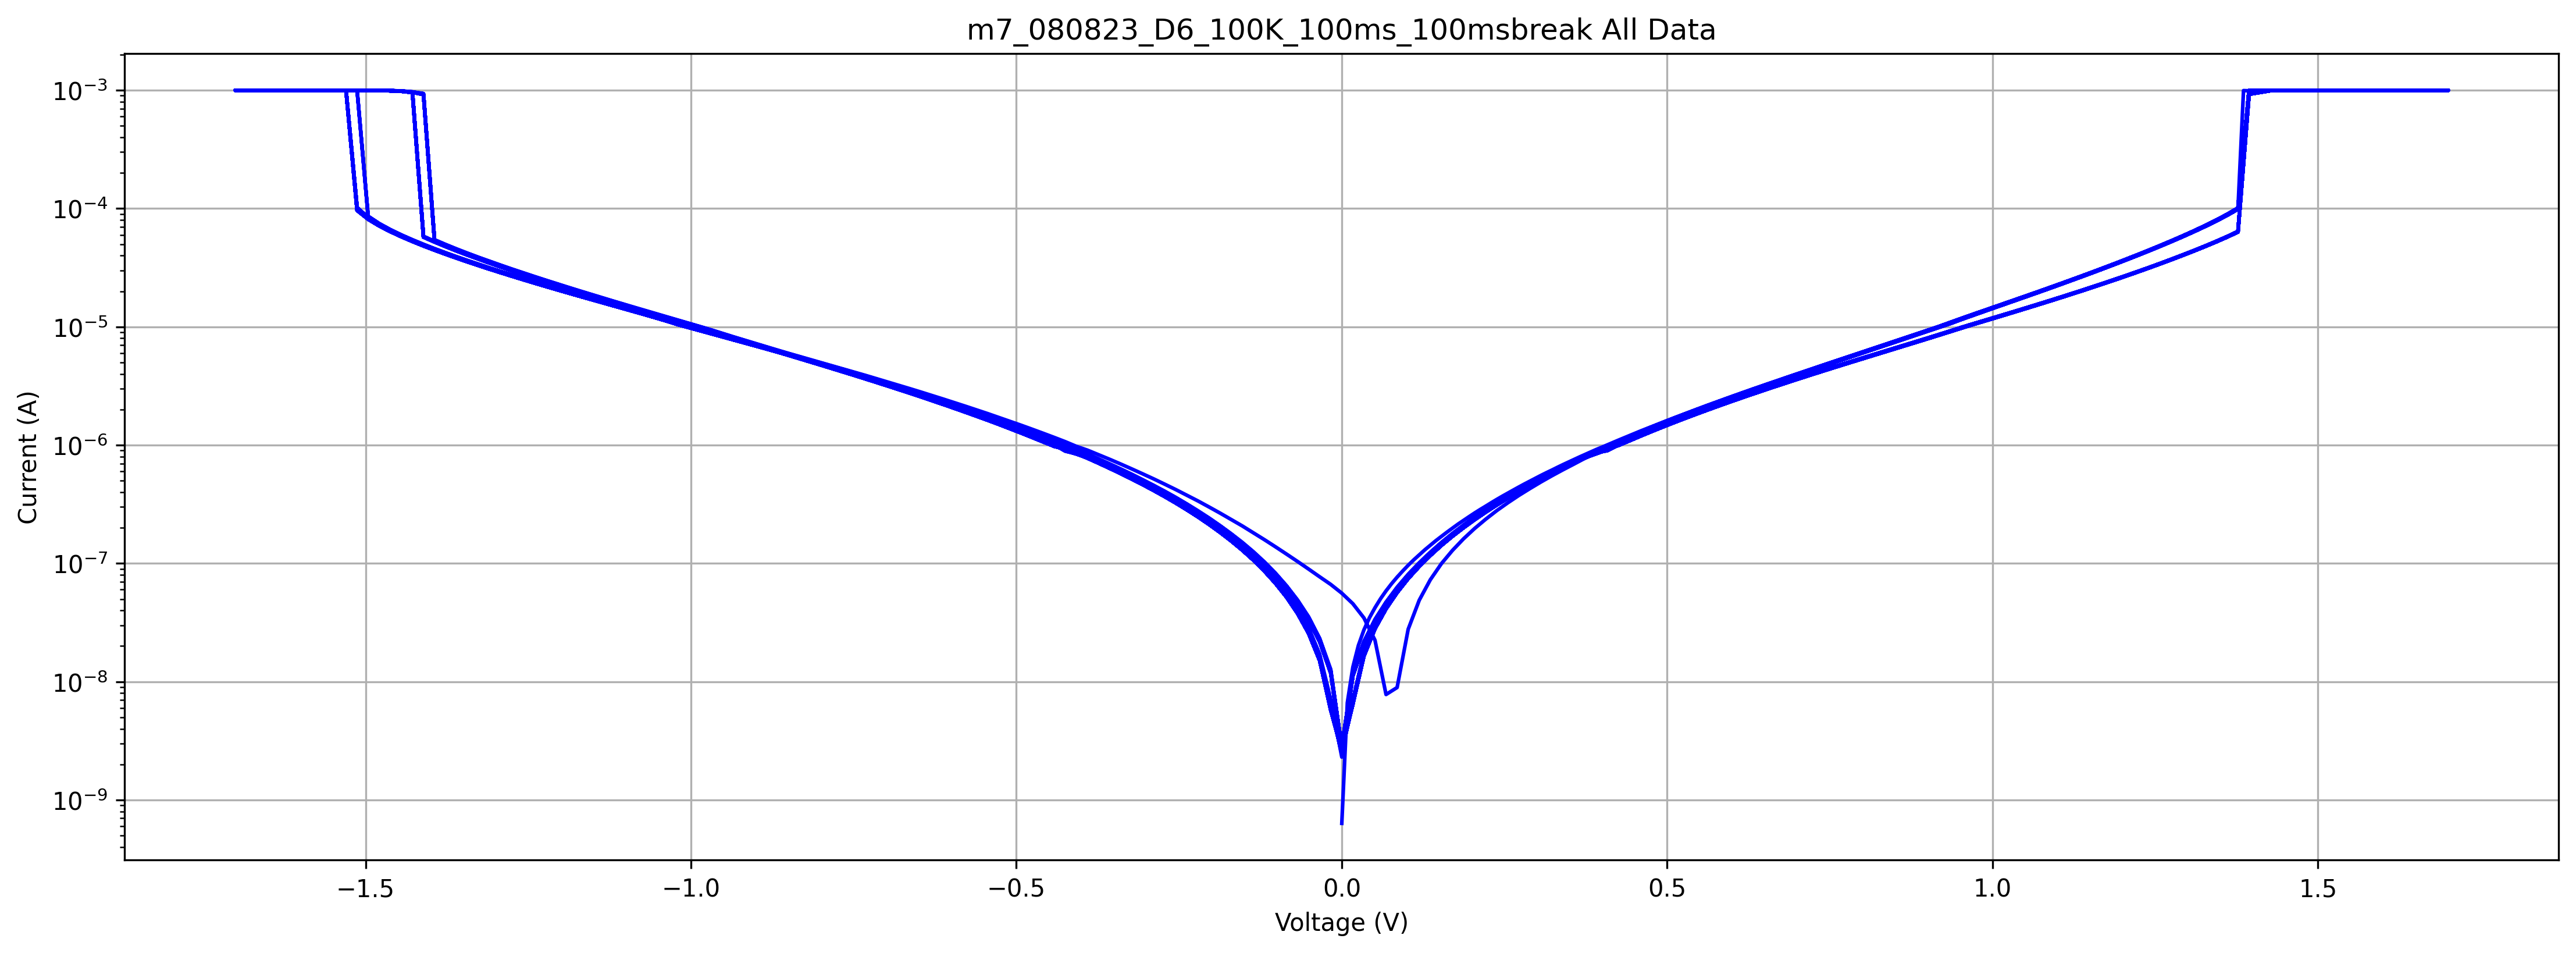 m7_080823_D6_100K_100ms_100msbreak All Data
Current (A)
10⁻³
10⁻⁴
10⁻⁵
10⁻⁶
10⁻⁷
10⁻⁸
10⁻⁹
−1.5 −1.0 −0.5 0.0 0.5 1.0 1.5
Voltage (V)